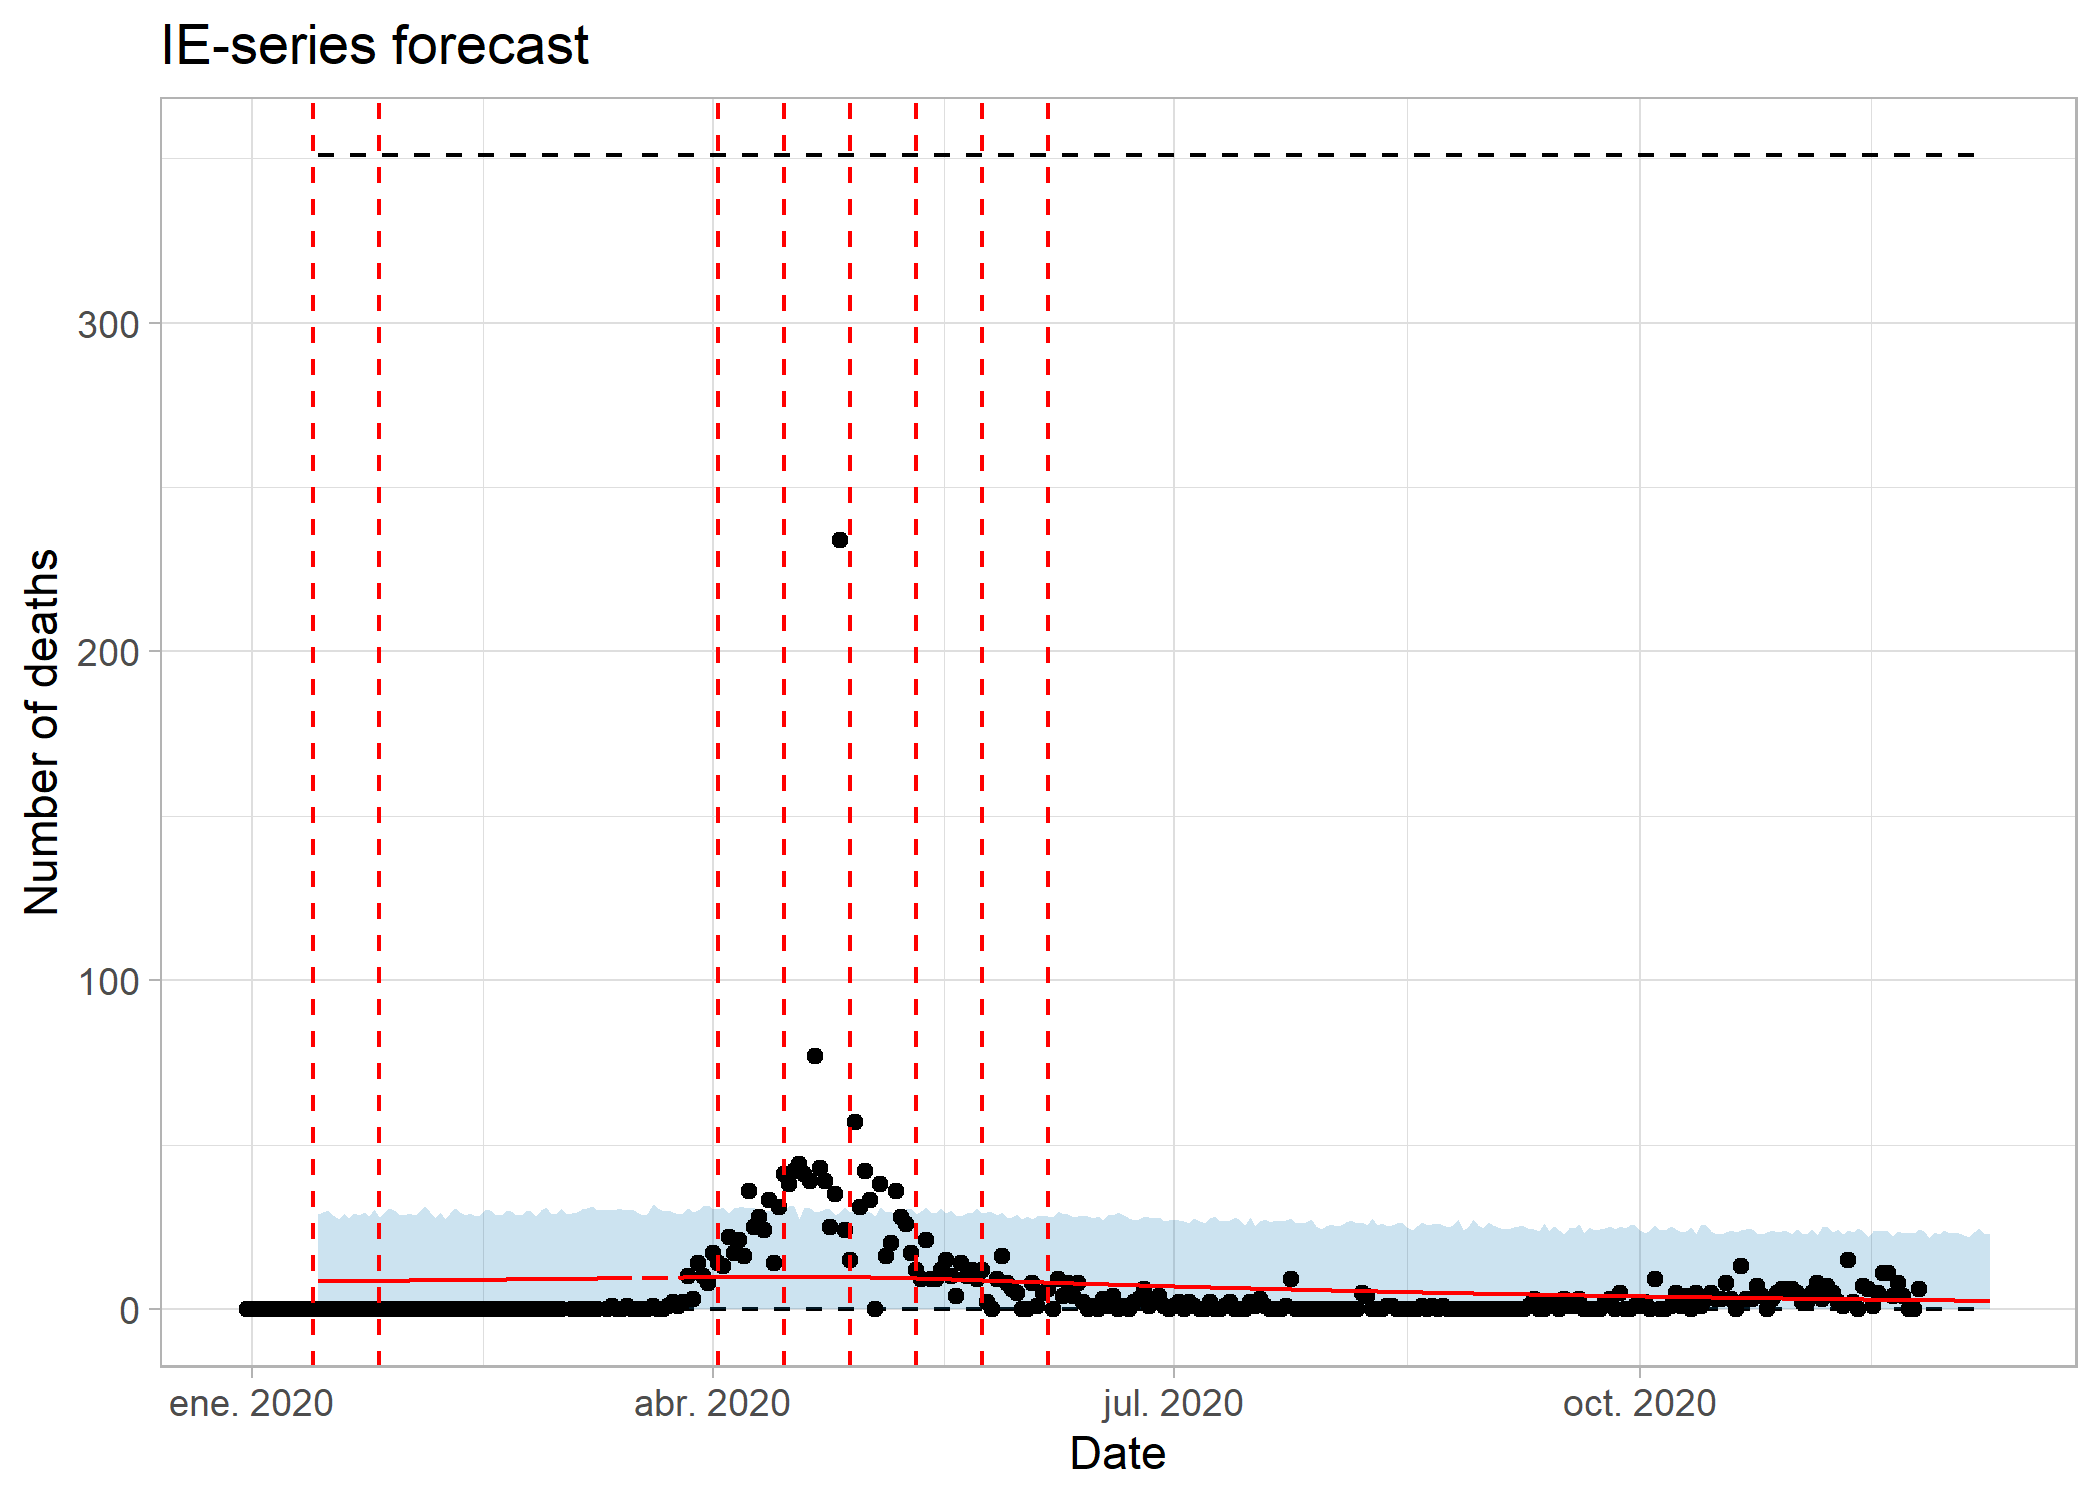 IE-series forecast
Number of deaths
300
200
100
0
ene. 2020
abr. 2020
jul. 2020
oct. 2020
Date